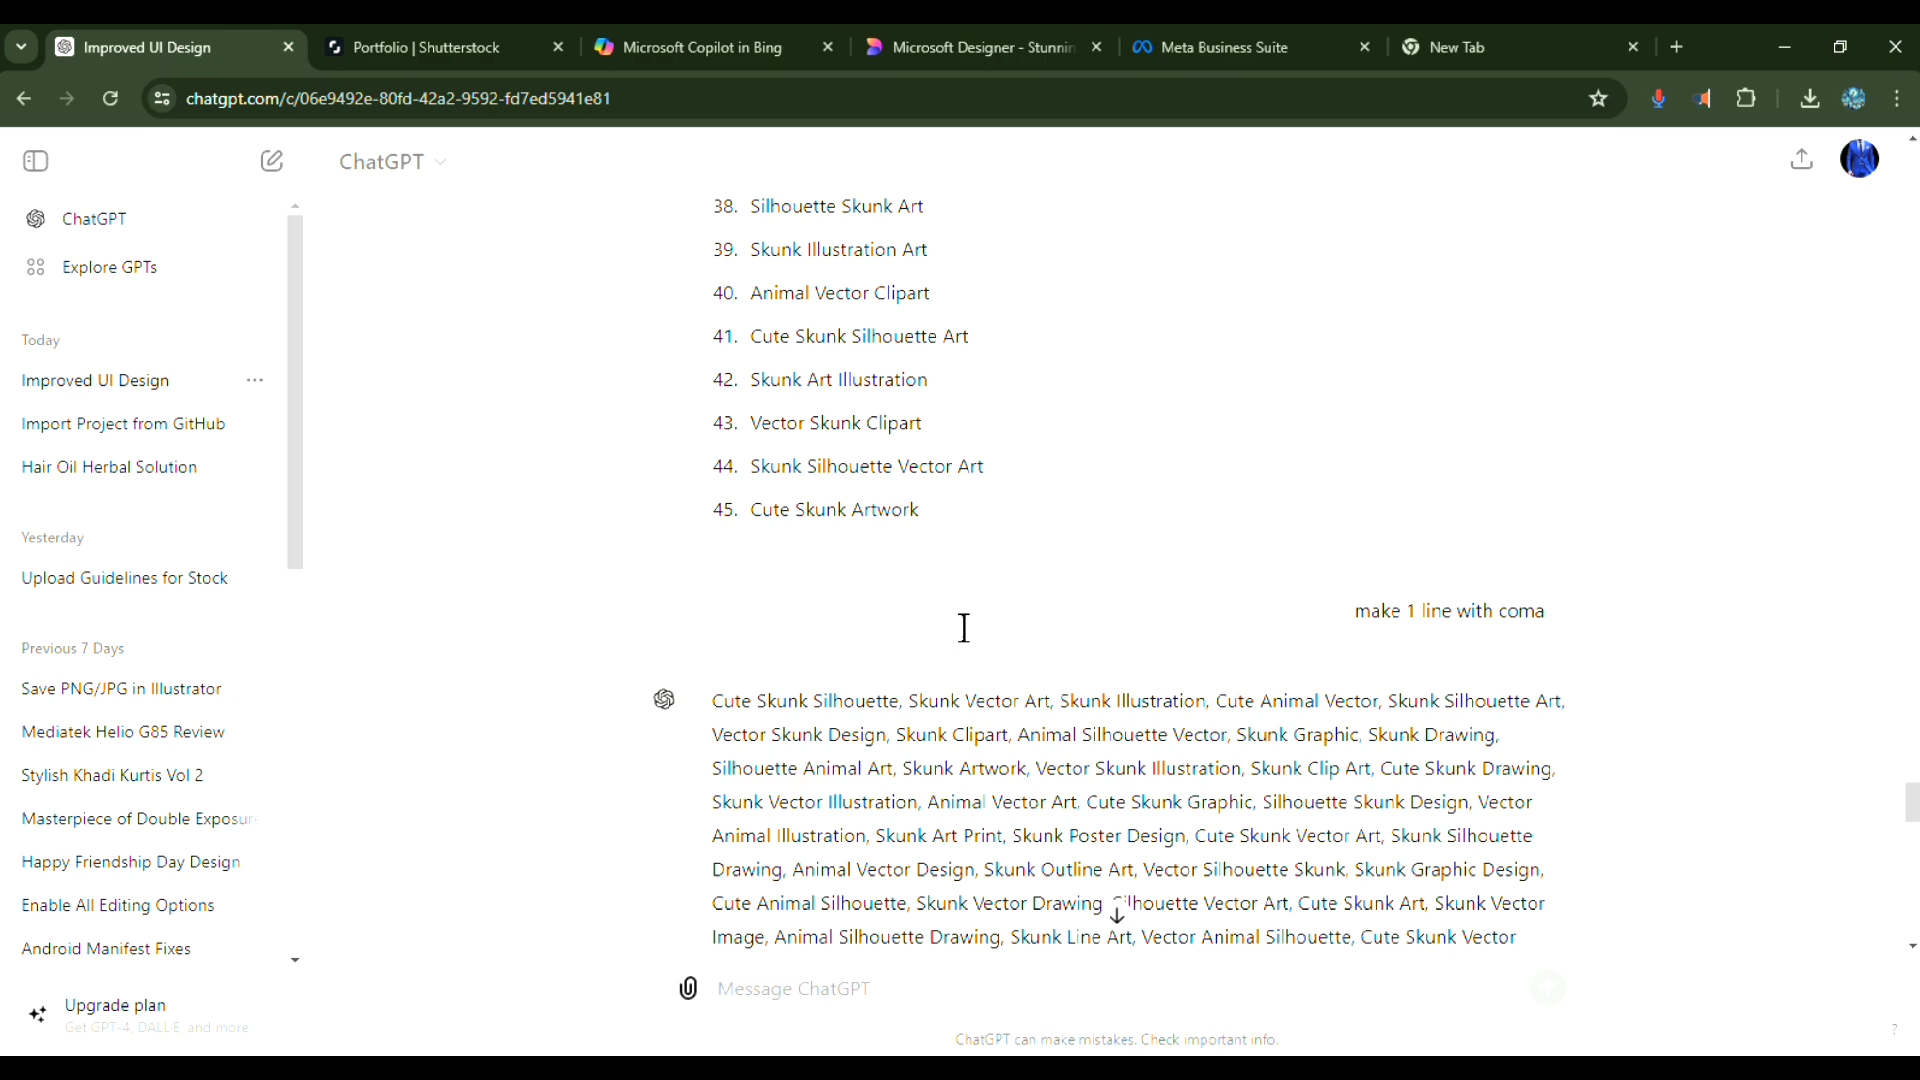 Improved UI Design
Portfolio | Shutterstock
Microsoft Copilot in Bing
Microsoft Designer - Stunnin
Meta Business Suite
New Tab
chatgpt.com/c/06e9492e-80fd-42a2-9592-fd7ed5941e81
ChatGPT
ChatGPT
Explore GPTs
Today
Improved UI Design
Import Project from GitHub
Hair Oil Herbal Solution
Yesterday
Upload Guidelines for Stock
Previous 7 Days
Save PNG/JPG in Illustrator
Mediatek Helio G85 Review
Stylish Khadi Kurtis Vol 2
Masterpiece of Double Exposur
Happy Friendship Day Design
Enable All Editing Options
Android Manifest Fixes
Upgrade plan
Get GPT-4, DALL·E, and more
38. Silhouette Skunk Art
39. Skunk Illustration Art
40. Animal Vector Clipart
41. Cute Skunk Silhouette Art
42. Skunk Art Illustration
43. Vector Skunk Clipart
44. Skunk Silhouette Vector Art
45. Cute Skunk Artwork
make 1 line with coma
Cute Skunk Silhouette, Skunk Vector Art, Skunk Illustration, Cute Animal Vector, Skunk Silhouette Art,
Vector Skunk Design, Skunk Clipart, Animal Silhouette Vector, Skunk Graphic, Skunk Drawing,
Silhouette Animal Art, Skunk Artwork, Vector Skunk Illustration, Skunk Clip Art, Cute Skunk Drawing,
Skunk Vector Illustration, Animal Vector Art, Cute Skunk Graphic, Silhouette Skunk Design, Vector
Animal Illustration, Skunk Art Print, Skunk Poster Design, Cute Skunk Vector Art, Skunk Silhouette
Drawing, Animal Vector Design, Skunk Outline Art, Vector Silhouette Skunk, Skunk Graphic Design,
Cute Animal Silhouette, Skunk Vector Drawing, Silhouette Vector Art, Cute Skunk Art, Skunk Vector
Image, Animal Silhouette Drawing, Skunk Line Art, Vector Animal Silhouette, Cute Skunk Vector
Message ChatGPT
ChatGPT can make mistakes. Check important info.
?